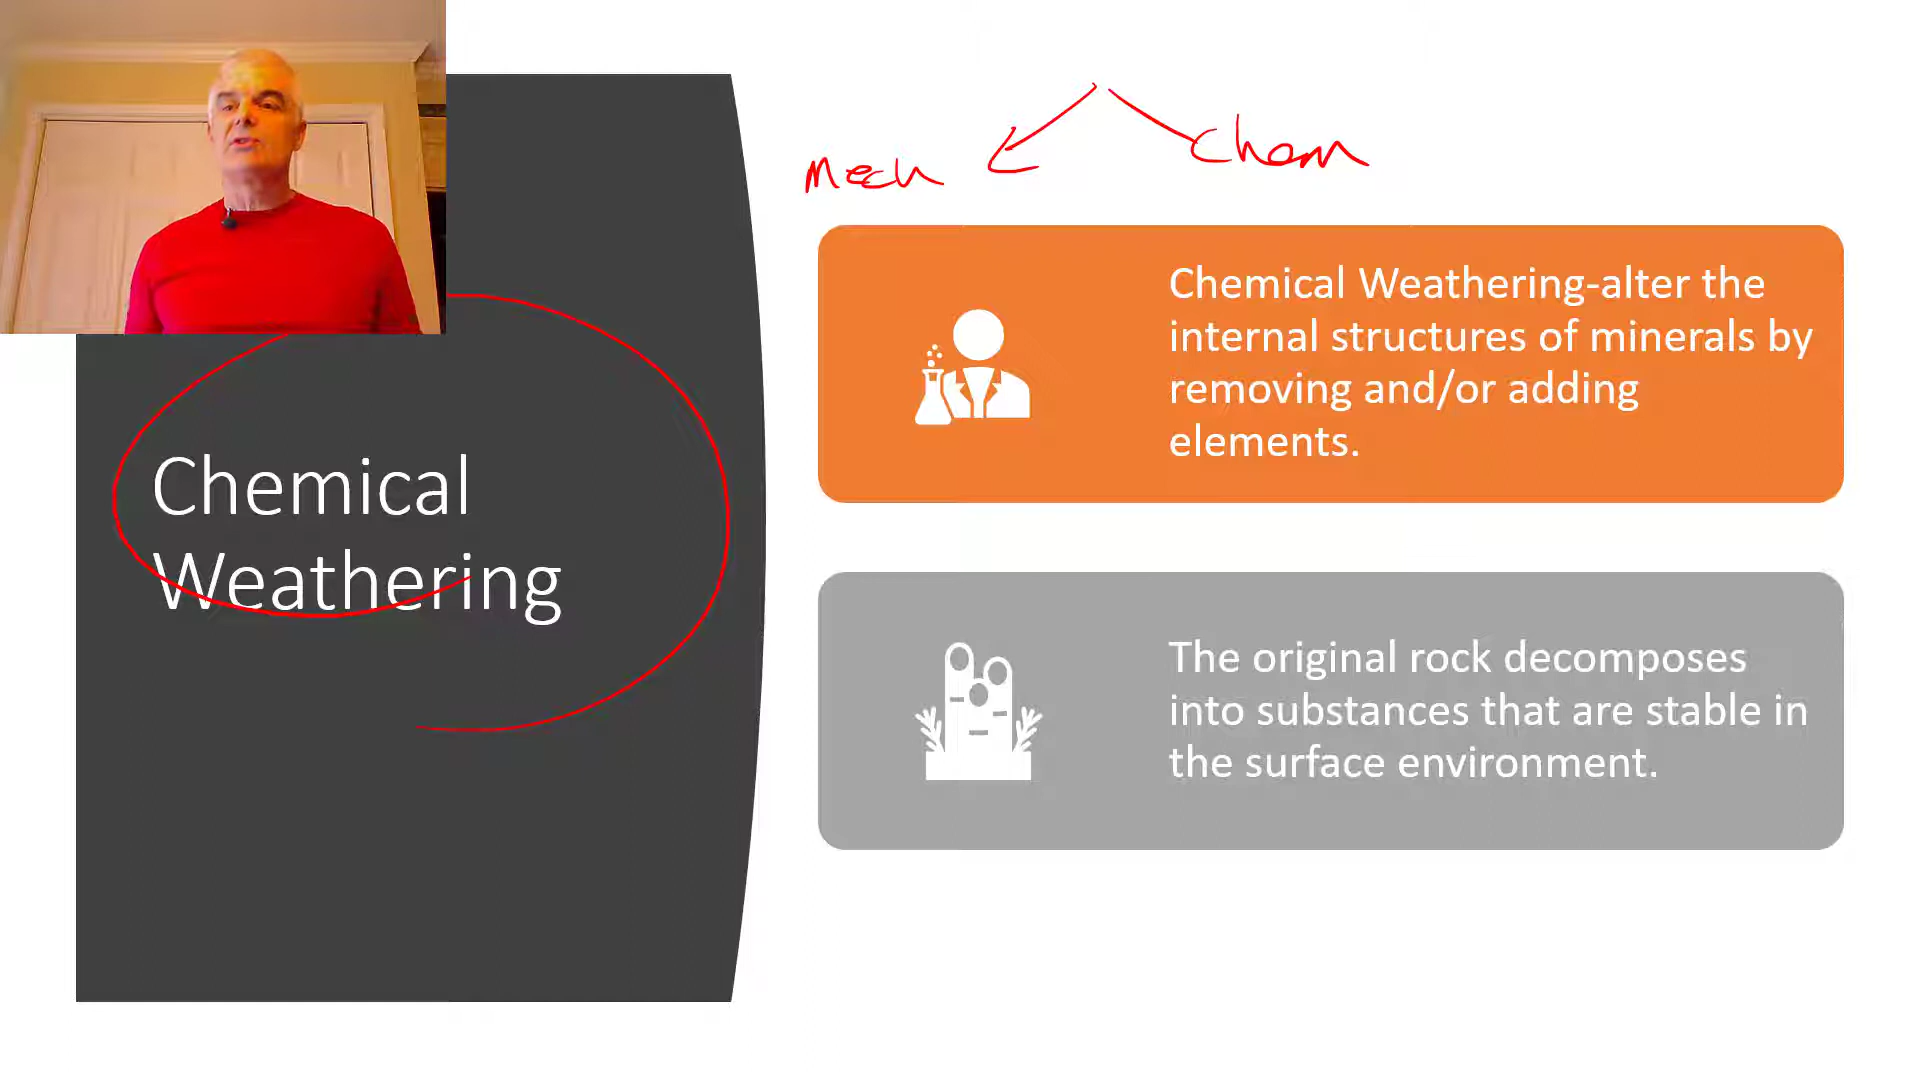 Mech
Chem
Chemical Weathering-alter the
internal structures of minerals by
removing and/or adding
elements.
Chemical
Weathering
The original rock decomposes
into substances that are stable in
the surface environment.